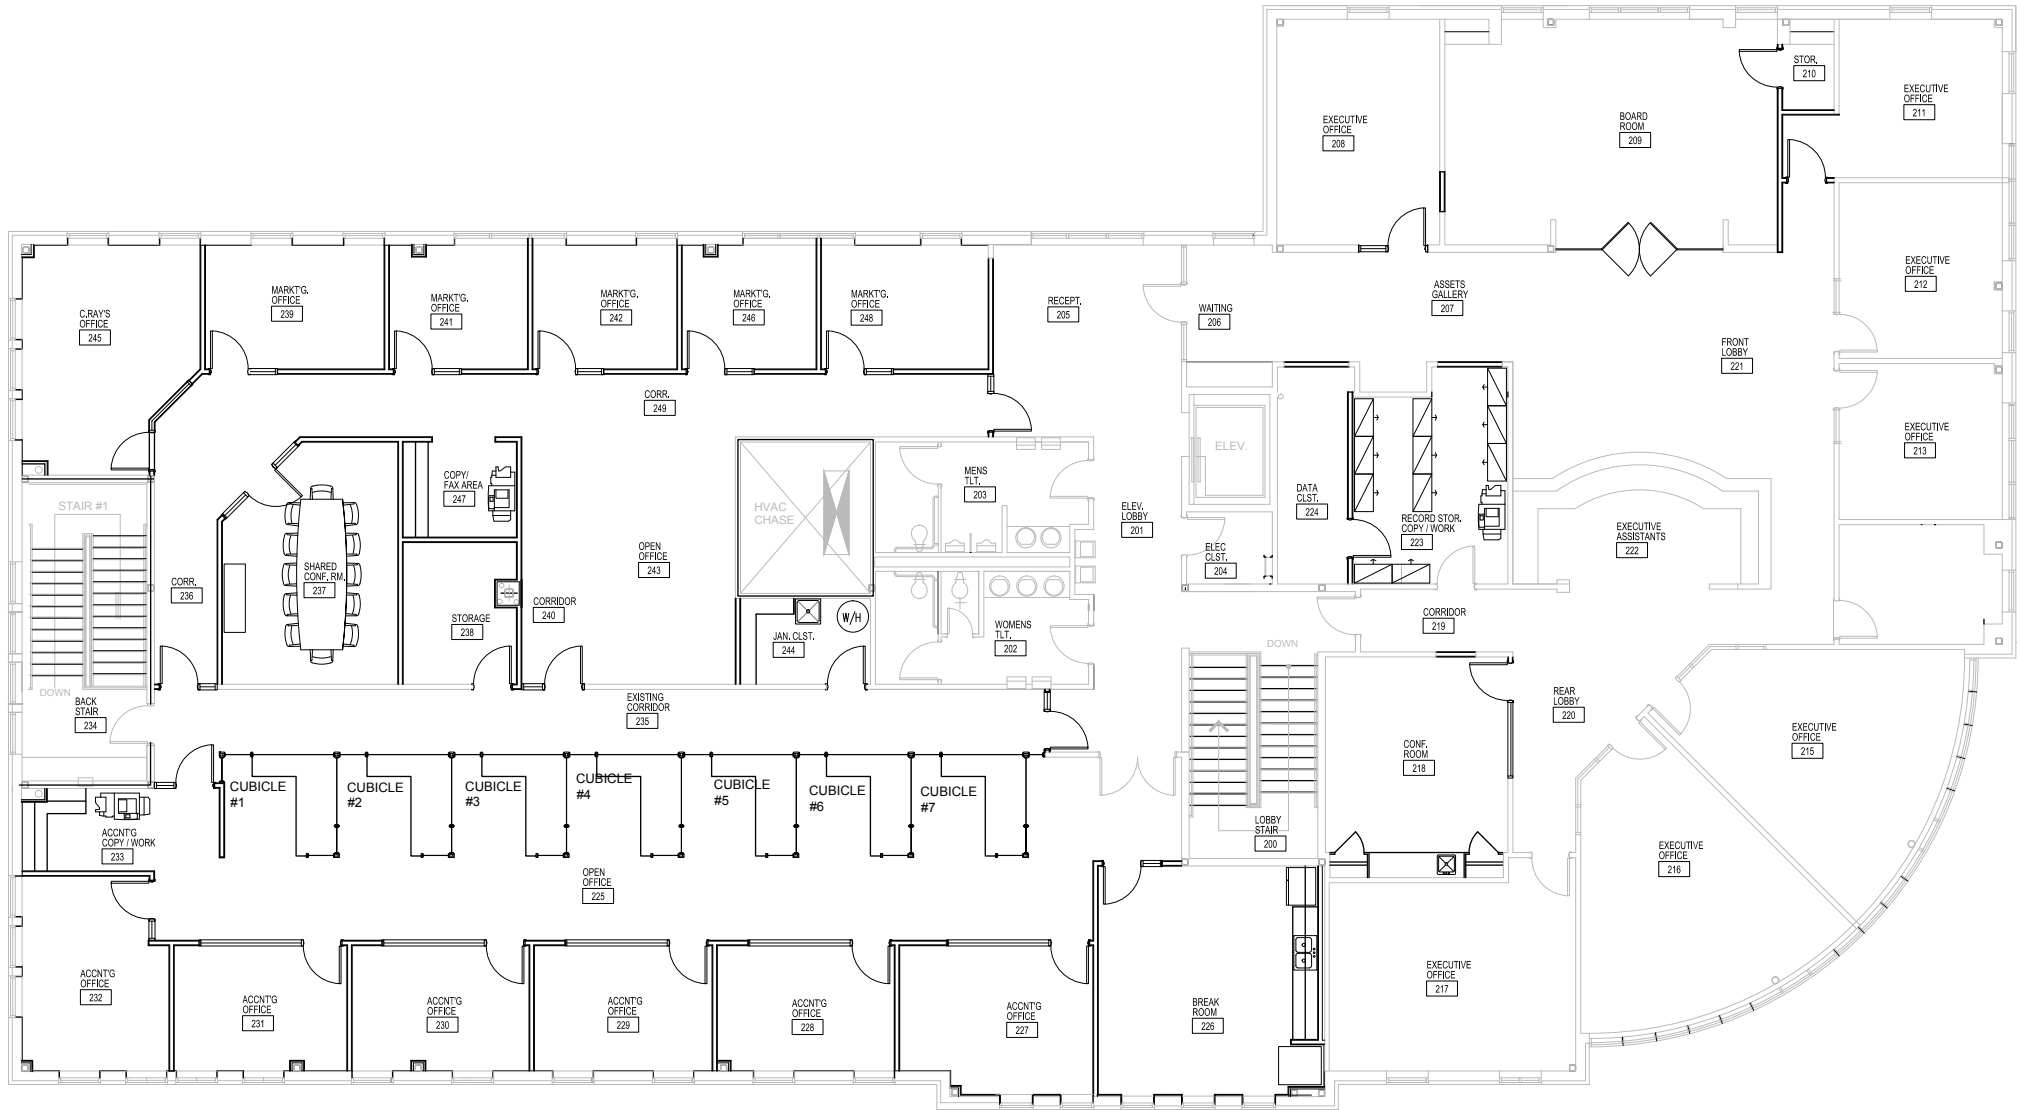 STOR.
210
EXECUTIVE
OFFICE
211
EXECUTIVE
OFFICE
208
BOARD
ROOM
209
EXECUTIVE
OFFICE
212
ASSETS
GALLERY
207
WAITING
206
RECEPT.
205
MARKT'G.
OFFICE
239
MARKT'G.
OFFICE
241
MARKT'G.
OFFICE
242
MARKT'G.
OFFICE
246
MARKT'G.
OFFICE
248
C.RAY'S
OFFICE
245
FRONT
LOBBY
221
CORR.
249
EXECUTIVE
OFFICE
213
ELEV.
COPY/
FAX AREA
247
MENS
TLT.
203
DATA
CLST.
224
STAIR #1
HVAC
CHASE
ELEV.
LOBBY
201
RECORD STOR.
COPY / WORK
223
EXECUTIVE
ASSISTANTS
222
OPEN
OFFICE
243
ELEC
CLST.
204
SHARED
CONF. RM.
237
CORR.
236
CORRIDOR
240
STORAGE
238
W/H
JAN. CLST.
244
WOMENS
TLT.
202
CORRIDOR
219
DOWN
DOWN
BACK
STAIR
234
EXISTING
CORRIDOR
235
REAR
LOBBY
220
EXECUTIVE
OFFICE
215
CONF.
ROOM
218
CUBICLE
#1
CUBICLE
#2
CUBICLE
#3
CUBICLE
#4
CUBICLE
#5
CUBICLE
#6
CUBICLE
#7
LOBBY
STAIR
200
ACCNT'G
COPY / WORK
233
EXECUTIVE
OFFICE
216
OPEN
OFFICE
225
ACCNT'G
OFFICE
232
ACCNT'G
OFFICE
231
ACCNT'G
OFFICE
230
ACCNT'G
OFFICE
229
ACCNT'G
OFFICE
228
ACCNT'G
OFFICE
227
BREAK
ROOM
226
EXECUTIVE
OFFICE
217